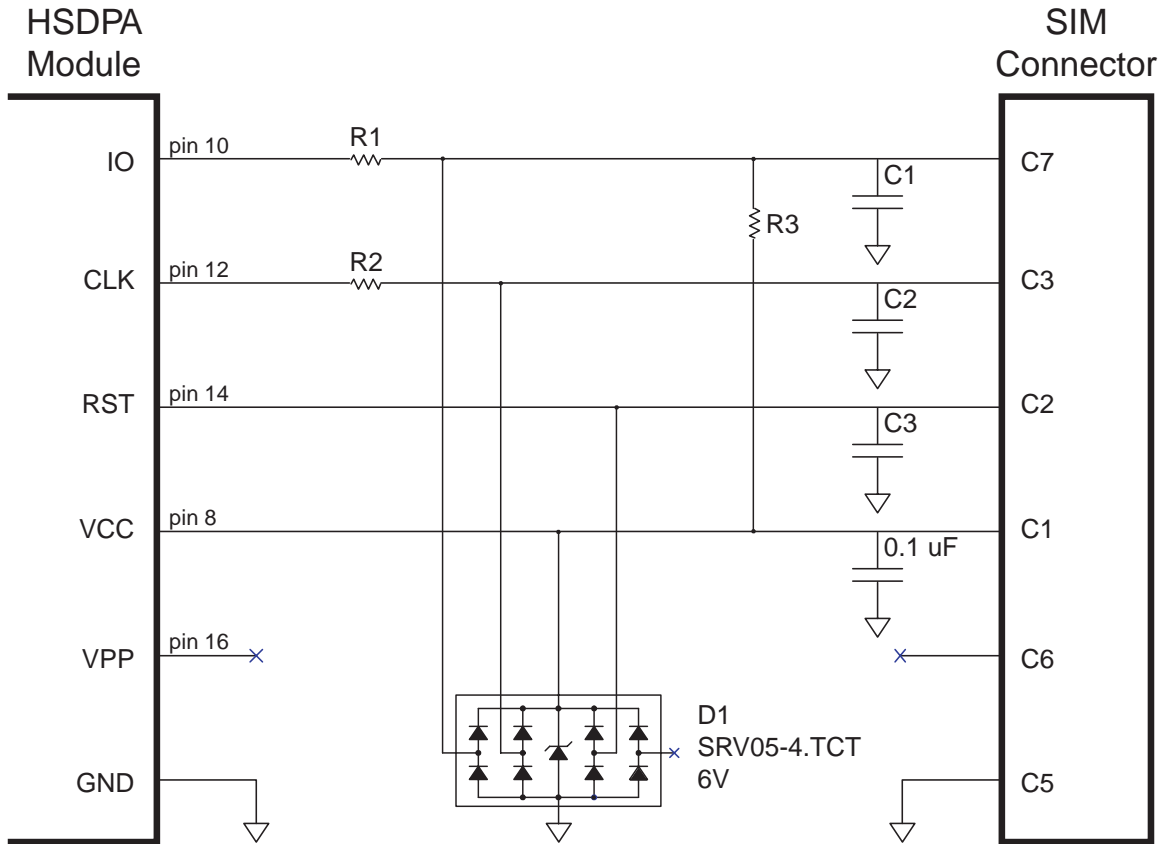 HSDPA
Module
SIM
Connector
IO
pin 10
R1
C1
C7
R3
CLK
pin 12
R2
C2
C3
RST
pin 14
C3
C2
VCC
pin 8
0.1 uF
C1
VPP
pin 16
C6
D1
SRV05-4.TCT
6V
GND
C5